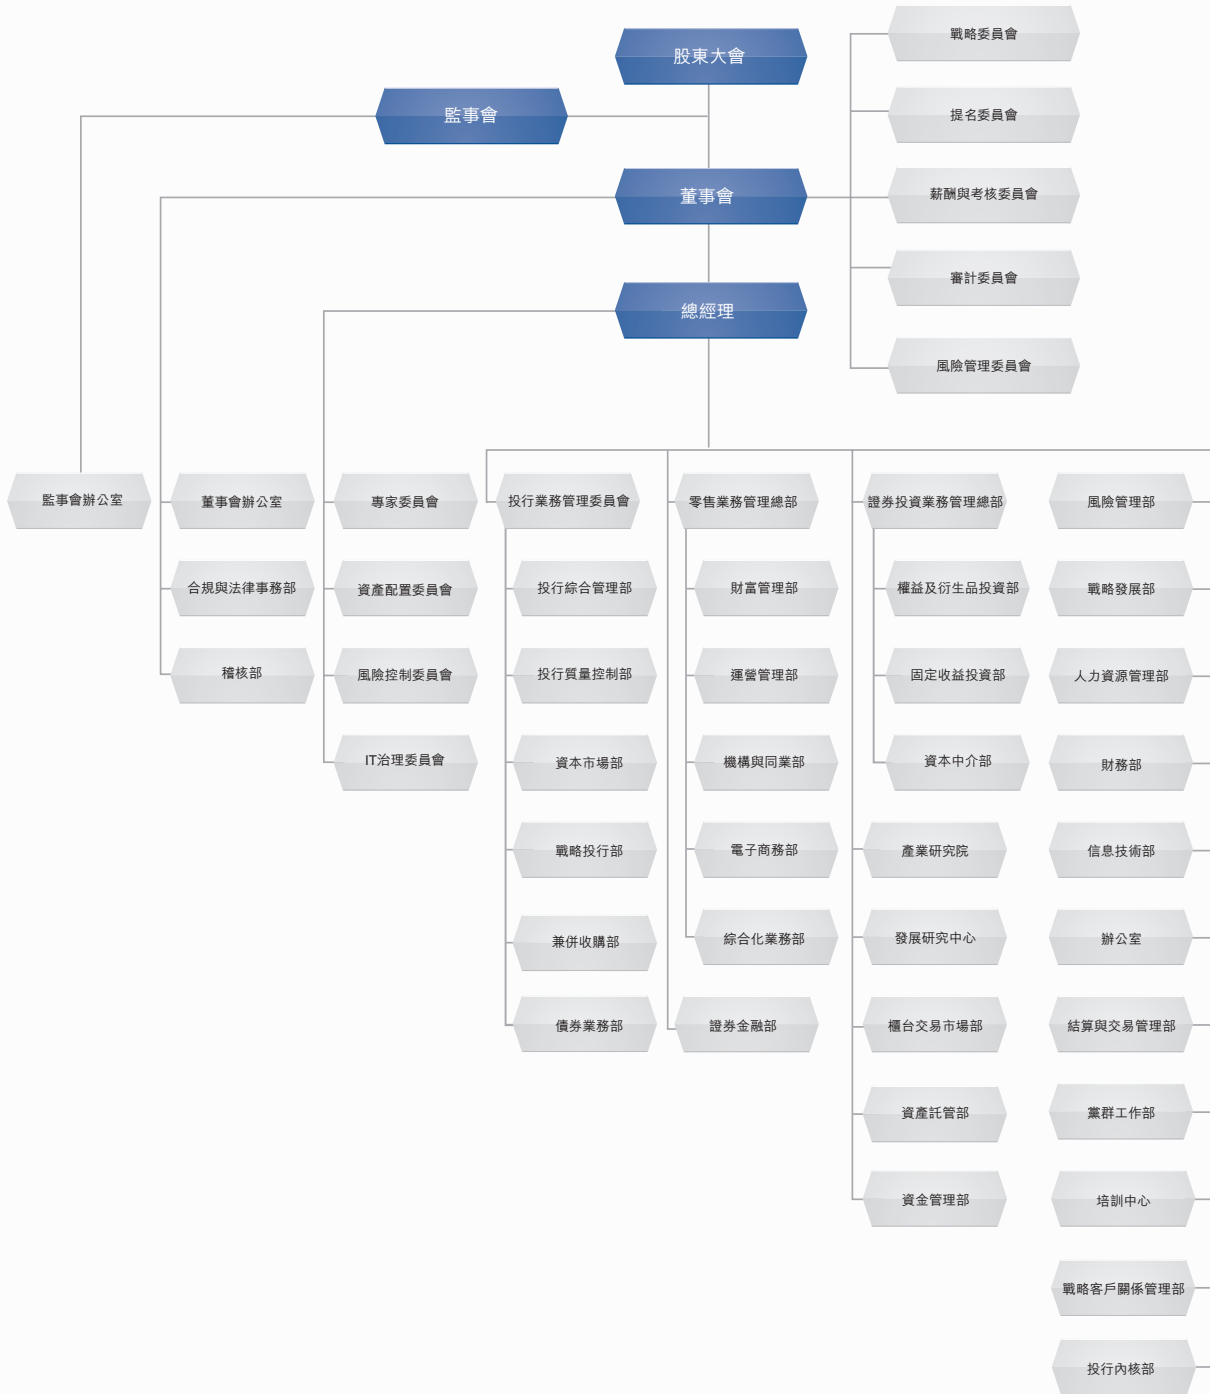 股東大會
監事會
董事會
總經理
戰略委員會
提名委員會
薪酬與考核委員會
審計委員會
風險管理委員會
監事會辦公室
董事會辦公室
合規與法律事務部
稽核部
專家委員會
資產配置委員會
風險控制委員會
IT治理委員會
投行業務管理委員會
投行綜合管理部
投行質量控制部
資本市場部
戰略投行部
兼併收購部
債券業務部
零售業務管理總部
財富管理部
運營管理部
機構與同業部
電子商務部
綜合化業務部
證券金融部
證券投資業務管理總部
權益及衍生品投資部
固定收益投資部
資本中介部
產業研究院
發展研究中心
櫃台交易市場部
資產託管部
資金管理部
風險管理部
戰略發展部
人力資源管理部
財務部
信息技術部
辦公室
結算與交易管理部
黨群工作部
培訓中心
戰略客戶關係管理部
投行內核部